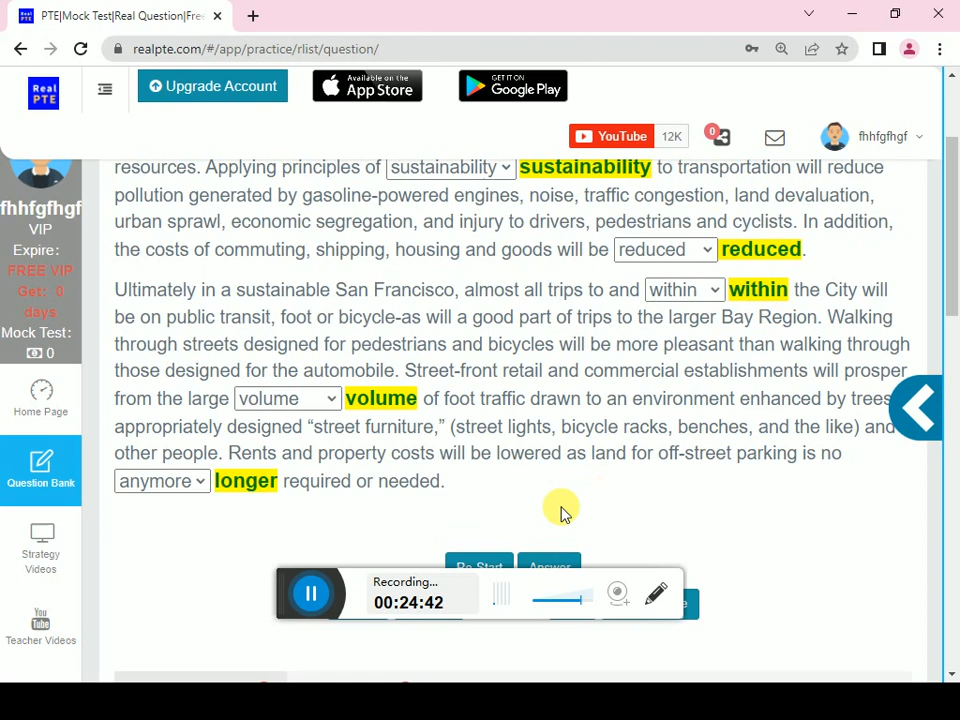 PTE|Mock Test|Real Question|Free
realpte.com/#/app/practice/rlist/question/
Real
PTE
Upgrade Account
Available on the
App Store
GET IT ON
Google Play
YouTube 12K
0
fhhfgfhgf
fhhfgfhgf
VIP
Expire:
FREE VIP
Get: 0
days
Mock Test:
0
Home Page
Question Bank
Strategy
Videos
You
Tube
Teacher Videos
resources. Applying principles of sustainability sustainability to transportation will reduce
pollution generated by gasoline-powered engines, noise, traffic congestion, land devaluation,
urban sprawl, economic segregation, and injury to drivers, pedestrians and cyclists. In addition,
the costs of commuting, shipping, housing and goods will be reduced reduced.
Ultimately in a sustainable San Francisco, almost all trips to and within within the City will
be on public transit, foot or bicycle-as will a good part of trips to the larger Bay Region. Walking
through streets designed for pedestrians and bicycles will be more pleasant than walking through
those designed for the automobile. Street-front retail and commercial establishments will prosper
from the large volume volume of foot traffic drawn to an environment enhanced by trees,
appropriately designed “street furniture,” (street lights, bicycle racks, benches, and the like) and
other people. Rents and property costs will be lowered as land for off-street parking is no
anymore longer required or needed.
Re Start Answer
Recording...
00:24:42